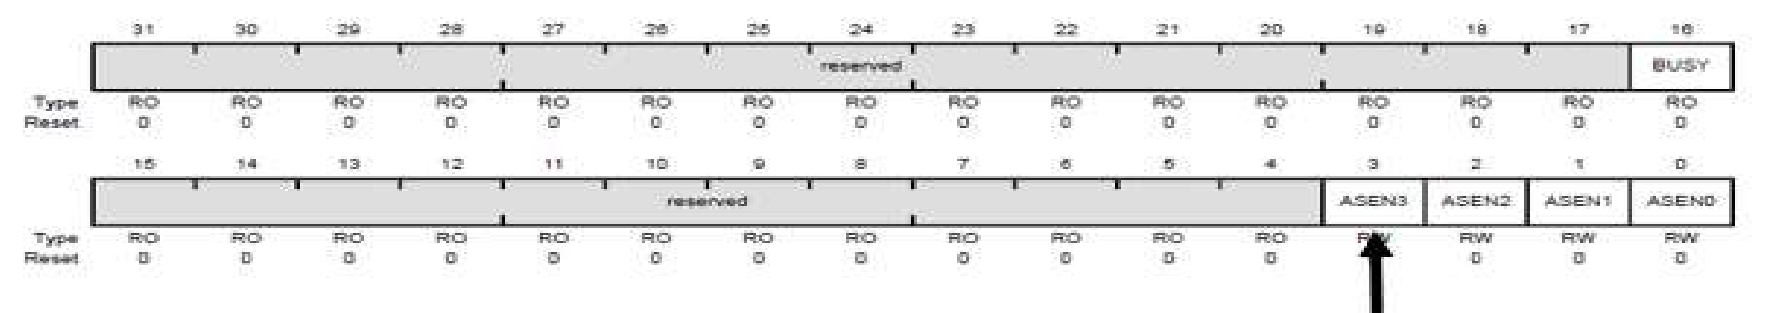 31 30 29 28 27 26 25 24 23 22 21 20 19 18 17 16
reserved BUSY
Type RO RO RO RO RO RO RO RO RO RO RO RO RO RO RO RO
Reset 0 0 0 0 0 0 0 0 0 0 0 0 0 0 0 0
15 14 13 12 11 10 9 8 7 6 5 4 3 2 1 0
reserved ASEN3 ASEN2 ASEN1 ASEN0
Type RO RO RO RO RO RO RO RO RO RO RO RO RW RW RW RW
Reset 0 0 0 0 0 0 0 0 0 0 0 0 0 0 0